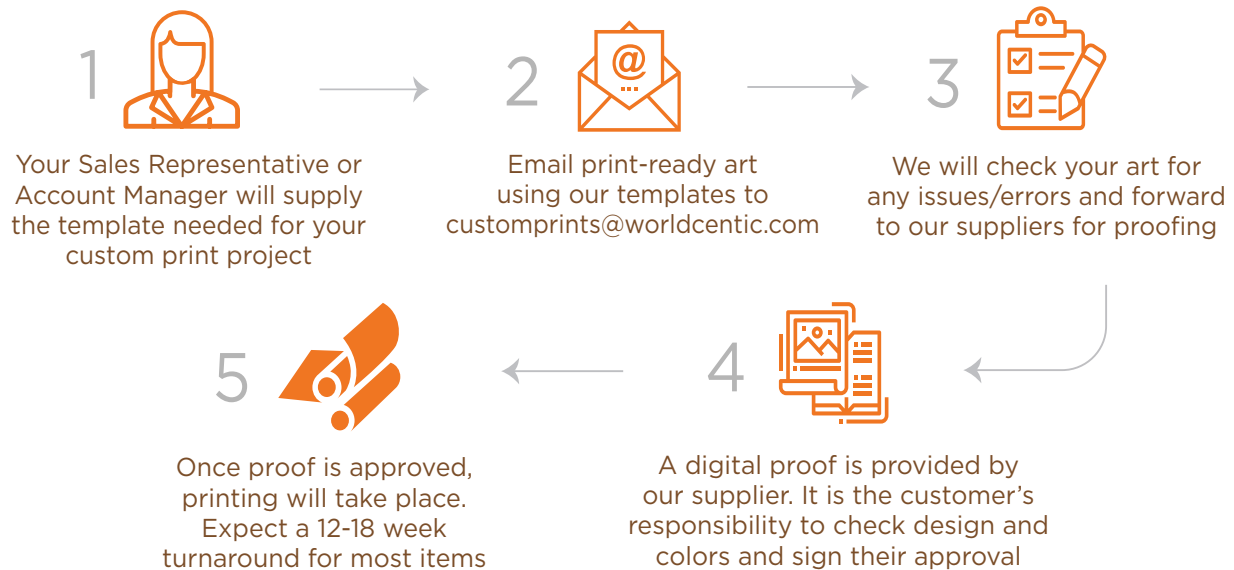 1
Your Sales Representative or
Account Manager will supply
the template needed for your
custom print project
2
@
Email print-ready art
using our templates to
customprints@worldcentic.com
3
We will check your art for
any issues/errors and forward
to our suppliers for proofing
4
A digital proof is provided by
our supplier. It is the customer’s
responsibility to check design and
colors and sign their approval
5
Once proof is approved,
printing will take place.
Expect a 12-18 week
turnaround for most items